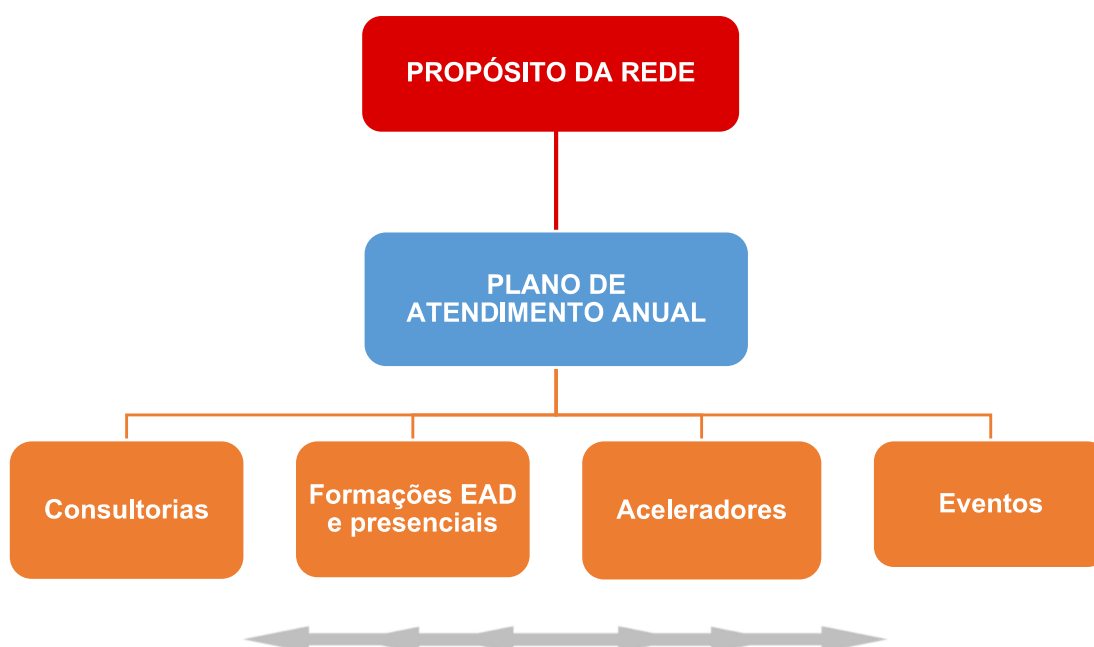 PROPÓSITO DA REDE
PLANO DE
ATENDIMENTO ANUAL
Consultorias
Formações EAD
e presenciais
Aceleradores
Eventos